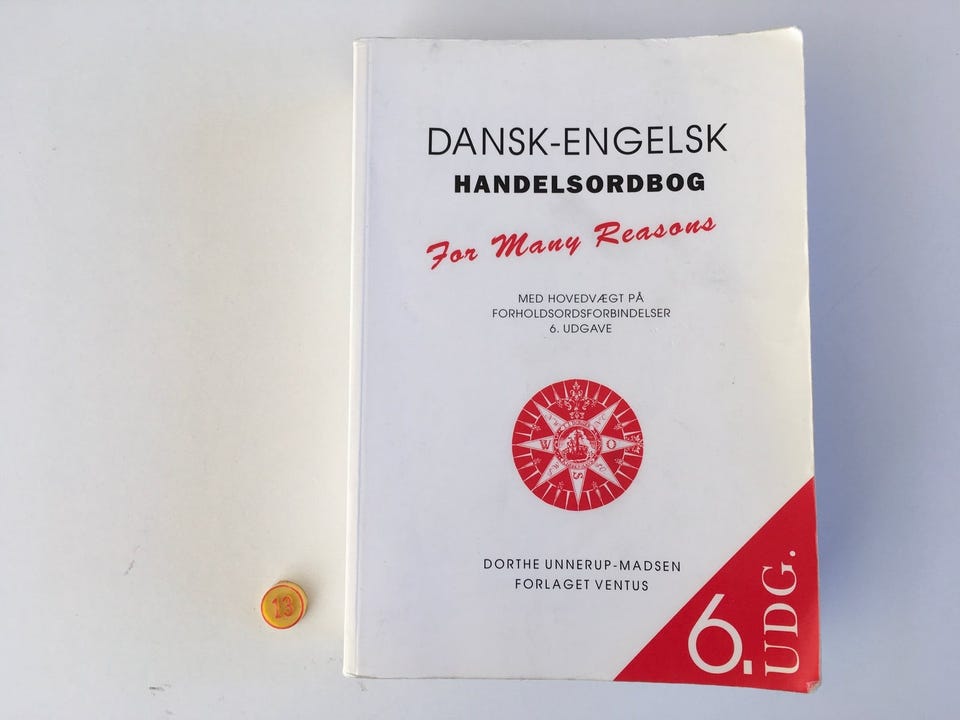 DANSK-ENGELSK
HANDELSORDBOG
For Many Reasons
MED HOVEDVÆGT PÅ
FORHOLDSORDSFORBINDELSER
6. UDGAVE
W
O
S
DORTHE UNNERUP-MADSEN
FORLAGET VENTUS
6. UDG.
13